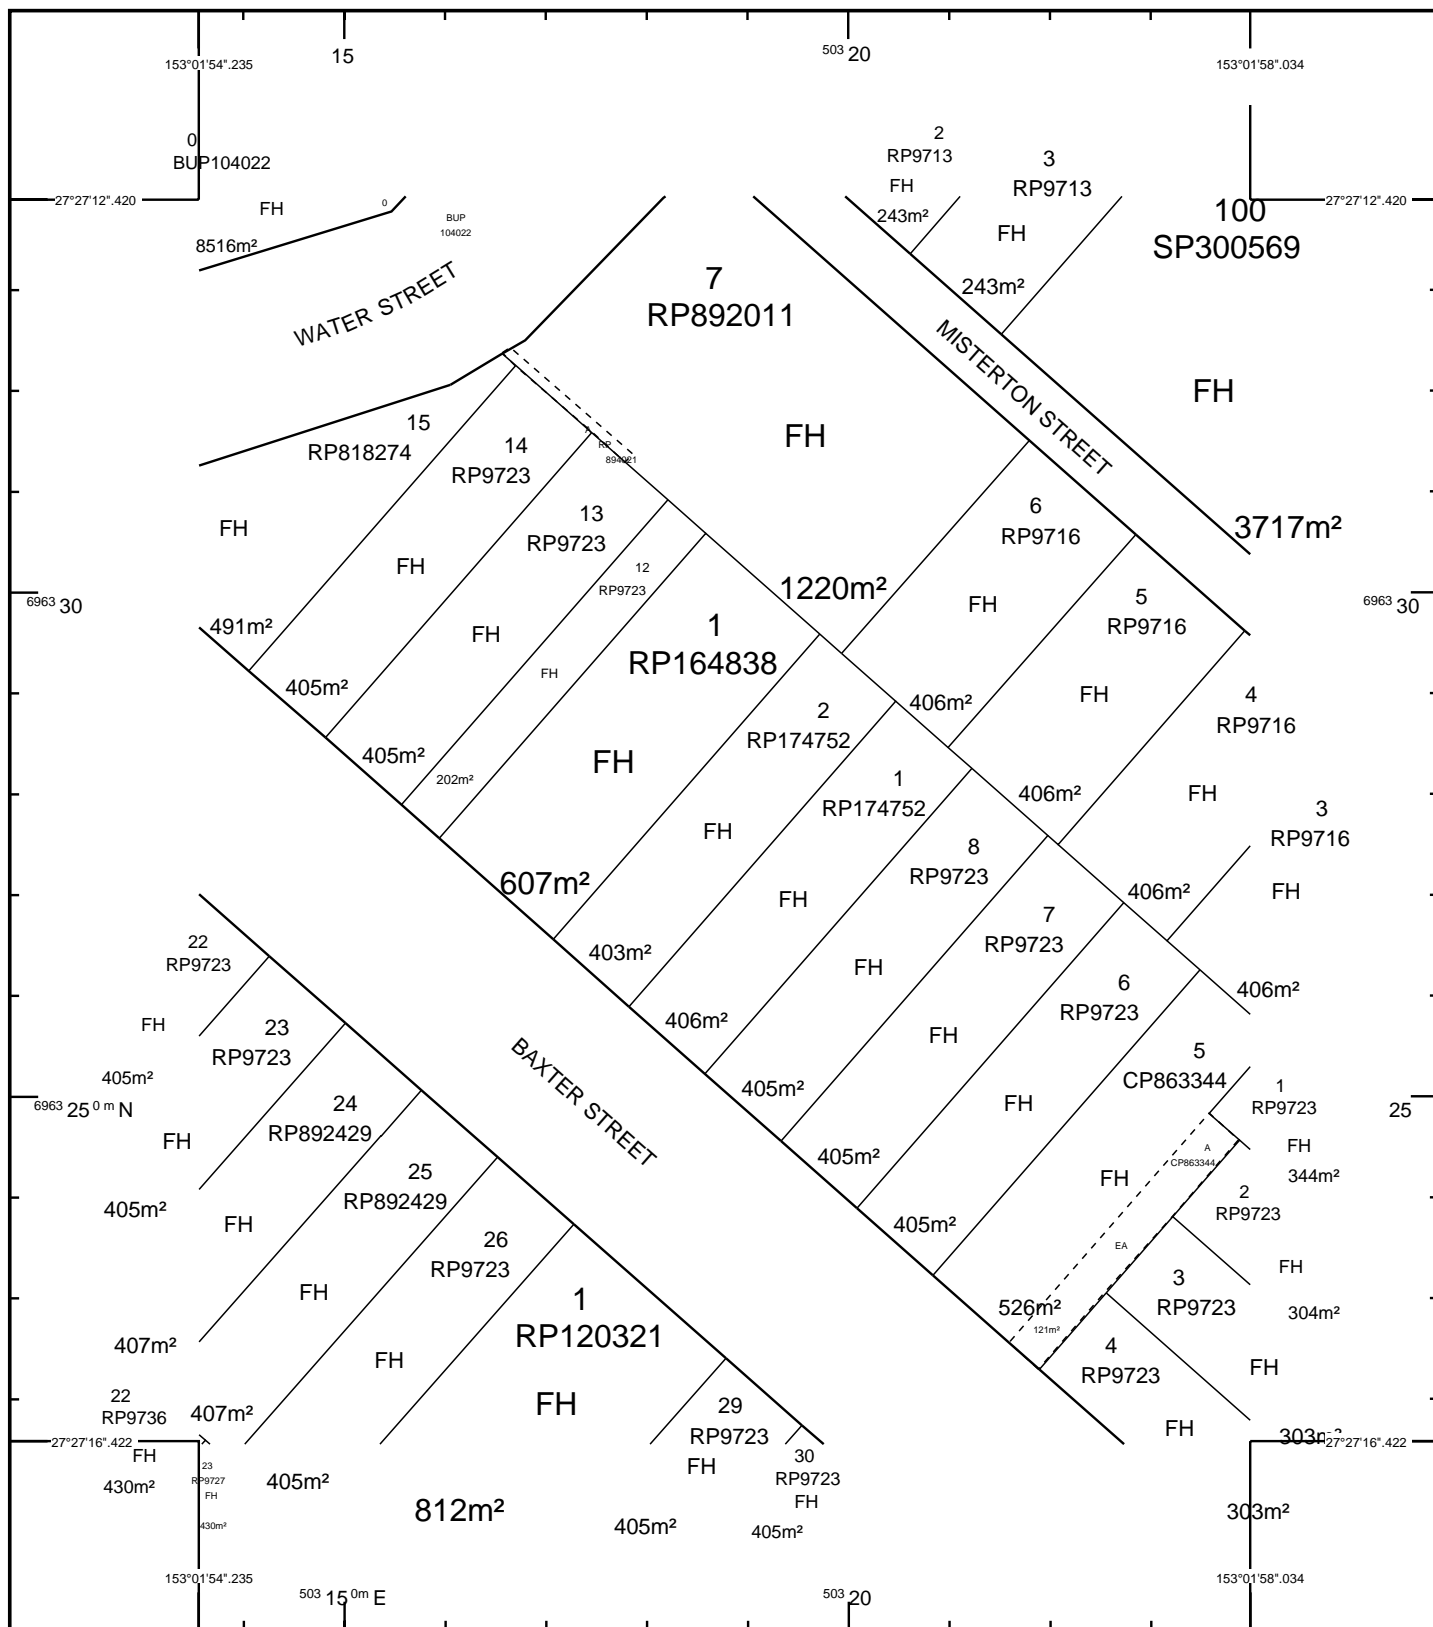 15
503 20
153°01'54".235
153°01'58".034
0
BUP104022
2
RP9713
3
RP9713
27°27'12".420
FH
0
BUP
104022
FH
243m²
FH
100
SP300569
27°27'12".420
8516m²
WATER STREET
7
RP892011
243m²
MISTERTON STREET
FH
FH
15
RP818274
14
RP9723
A
RP
894021
FH
FH
13
RP9723
6
RP9716
3717m²
12
RP9723
1220m²
FH
5
RP9716
6963 30
6963 30
491m²
FH
1
RP164838
405m²
FH
406m²
FH
4
RP9716
2
RP174752
405m²
202m²
FH
1
RP174752
406m²
FH
3
RP9716
FH
8
RP9723
607m²
FH
406m²
FH
7
RP9723
22
RP9723
403m²
FH
6
RP9723
406m²
FH
23
RP9723
406m²
FH
BAXTER STREET
5
CP863344
405m²
405m²
FH
1
RP9723
6963 25 0 m N
24
RP892429
25
FH
405m²
A
CP863344
FH
344m²
25
RP892429
FH
2
RP9723
405m²
FH
405m²
26
RP9723
EA
FH
FH
3
RP9723
304m²
1
RP120321
526m²
121m²
407m²
FH
4
RP9723
FH
22
RP9736
407m²
FH
29
RP9723
FH
303m²
27°27'16".422
27°27'16".422
FH
23
RP9727
FH
430m²
430m²
405m²
812m²
FH
30
RP9723
FH
405m²
405m²
303m²
153°01'54".235
153°01'58".034
503 15 0m E
503 20